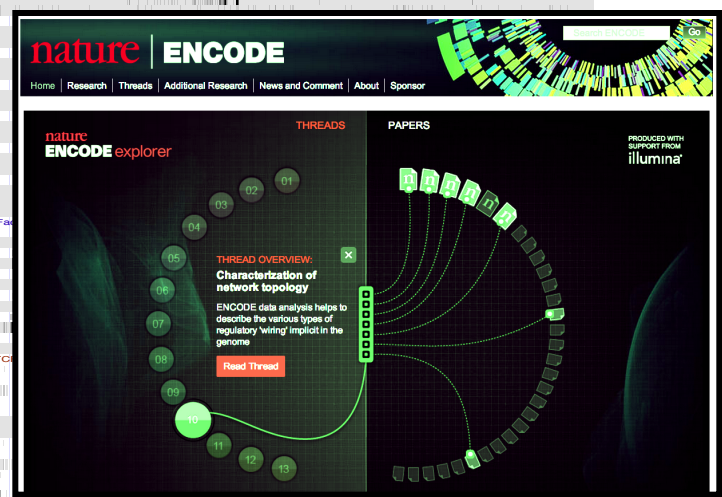 nature | ENCODE
Search ENCODE
Go
Home | Research | Threads | Additional Research | News and Comment | About | Sponsor
THREADS
PAPERS
nature
ENCODE explorer
PRODUCED WITH
SUPPORT FROM
illumina
01
02
03
04
05
06
07
08
09
10
11
12
13
THREAD OVERVIEW:
Characterization of
network topology
ENCODE data analysis helps to
describe the various types of
regulatory 'wiring' implicit in the
genome
Read Thread
n n n n n n